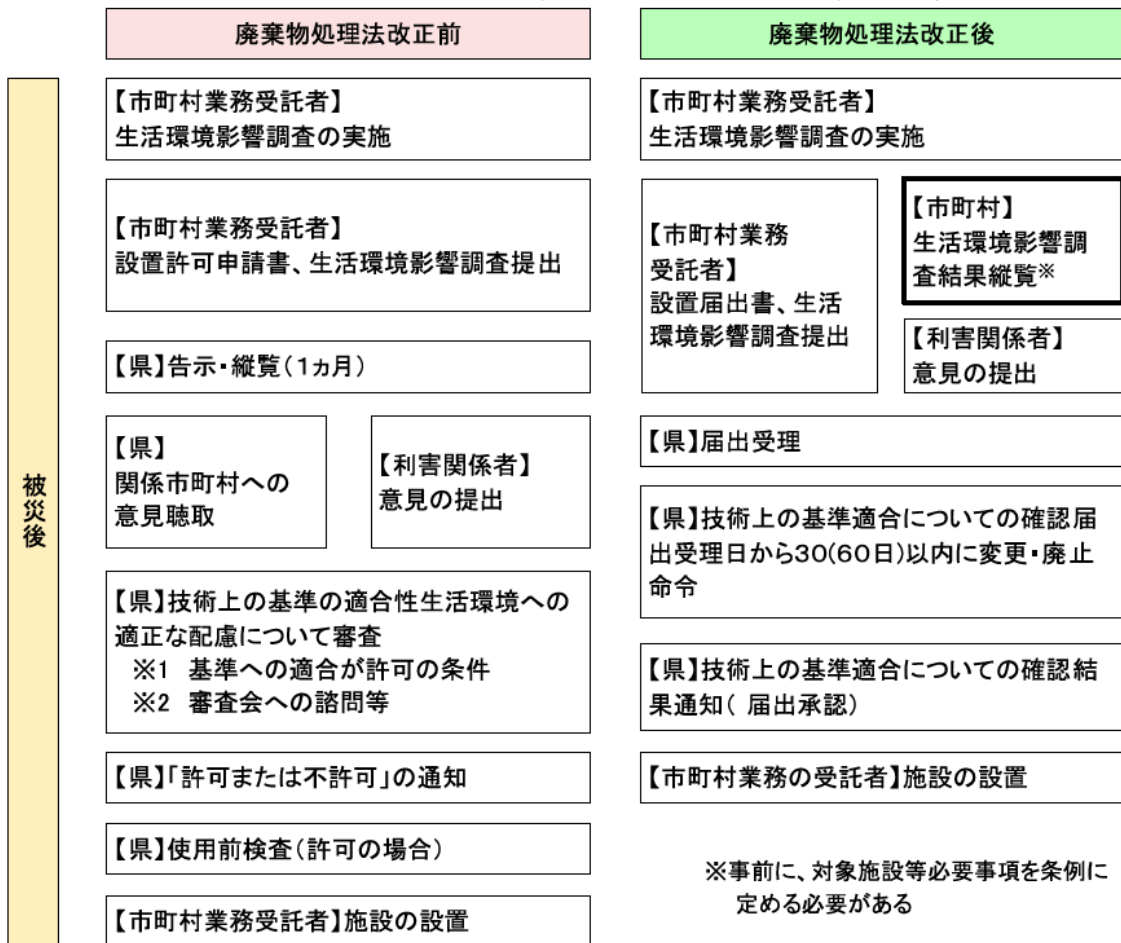 廃棄物処理法改正前
廃棄物処理法改正後
被災後
【市町村業務受託者】
生活環境影響調査の実施
【市町村業務受託者】
設置許可申請書、生活環境影響調査提出
【県】告示・縦覧(1ヵ月)
【県】
関係市町村への
意見聴取
【利害関係者】
意見の提出
【県】技術上の基準の適合性生活環境への
適正な配慮について審査
※1 基準への適合が許可の条件
※2 審査会への諮問等
【県】「許可または不許可」の通知
【県】使用前検査(許可の場合)
【市町村業務受託者】施設の設置
【市町村業務受託者】
生活環境影響調査の実施
【市町村業務
受託者】
設置届出書、生活
環境影響調査提出
【市町村】
生活環境影響調
査結果縦覧※
【利害関係者】
意見の提出
【県】届出受理
【県】技術上の基準適合についての確認届
出受理日から30(60日)以内に変更・廃止
命令
【県】技術上の基準適合についての確認結
果通知( 届出承認)
【市町村業務の受託者】施設の設置
※事前に、対象施設等必要事項を条例に
定める必要がある